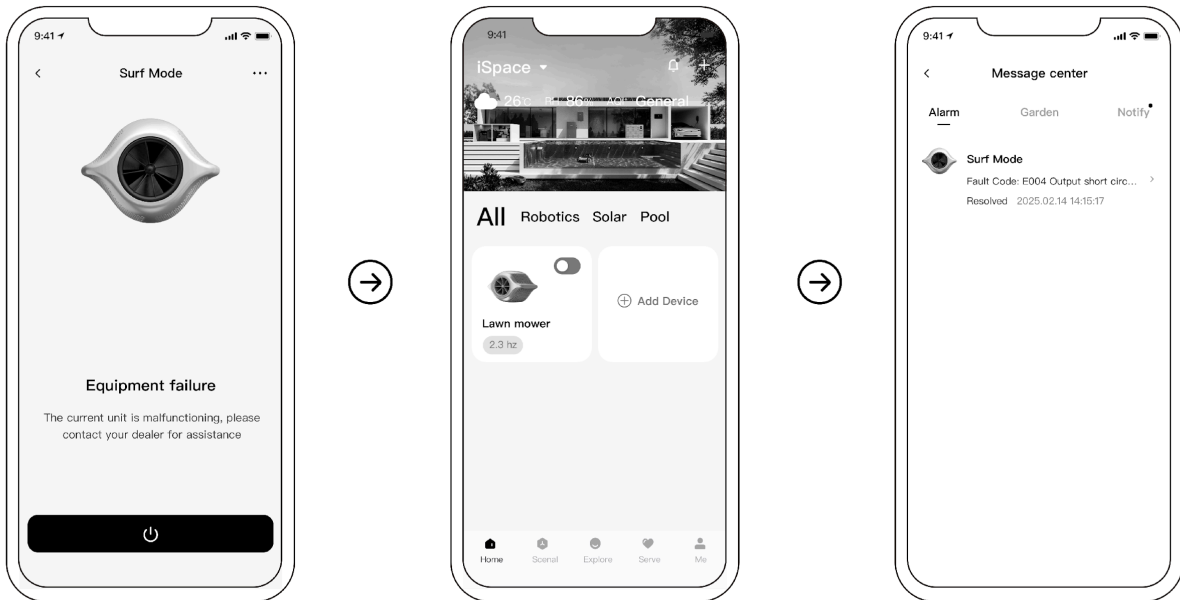 9:41
Surf Mode
Equipment failure
The current unit is malfunctioning, please
contact your dealer for assistance
9:41
iSpace
26°C 86% AQI General
All Robotics Solar Pool
Lawn mower
2.3 hz
Add Device
Home Scenal Explore Serve Me
9:41
Message center
Alarm Garden Notify
Surf Mode
Fault Code: E004 Output short circ...
Resolved 2025.02.14 14:15:17